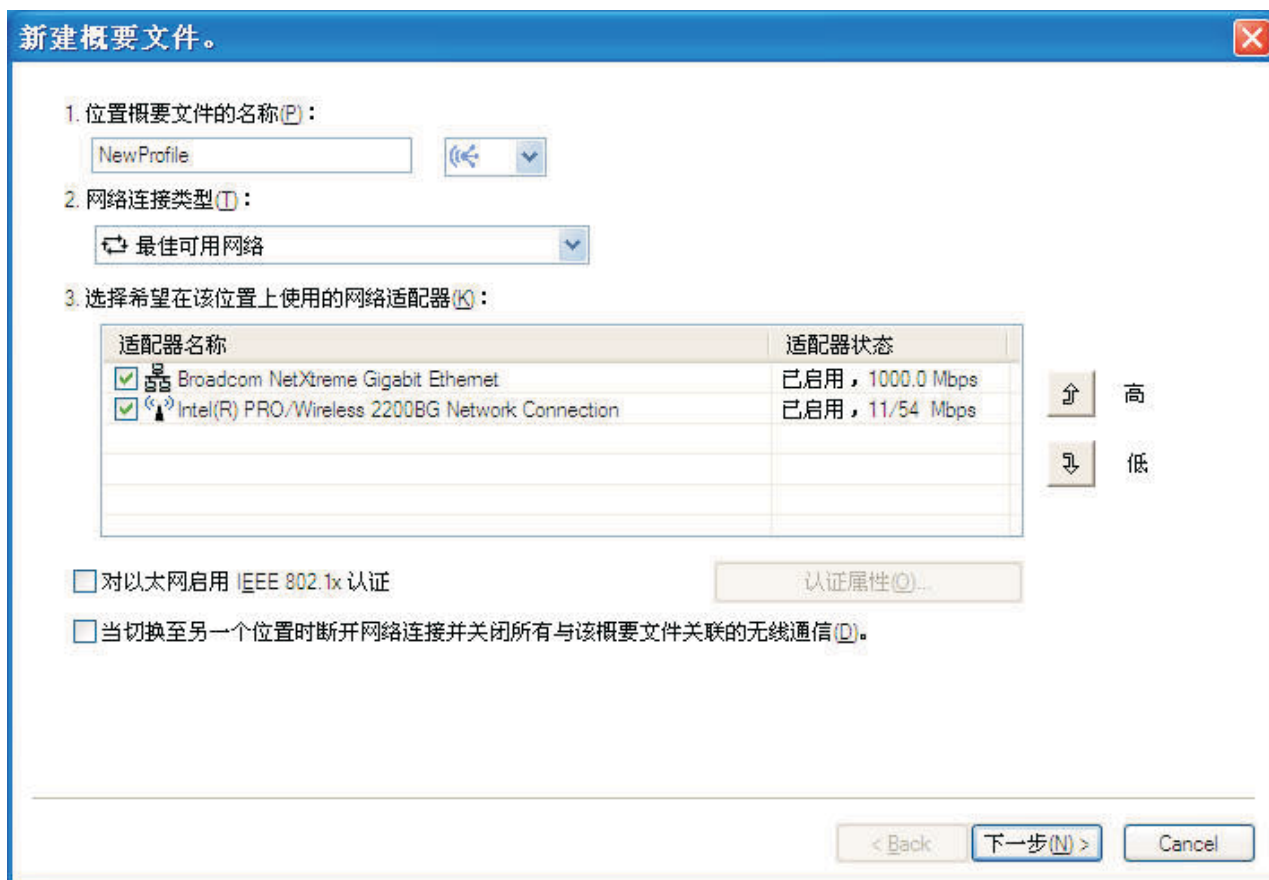 新建概要文件。
1. 位置概要文件的名称(P):
NewProfile
2. 网络连接类型(T):
最佳可用网络
3. 选择希望在该位置上使用的网络适配器(K):
适配器名称 适配器状态
Broadcom NetXtreme Gigabit Ethernet 已启用，1000.0 Mbps
Intel(R) PRO/Wireless 2200BG Network Connection 已启用，11/54 Mbps
高
低
对以太网启用 IEEE 802.1x 认证 认证属性(O)...
当切换至另一个位置时断开网络连接并关闭所有与该概要文件关联的无线通信(D)。
< Back 下一步(N) > Cancel